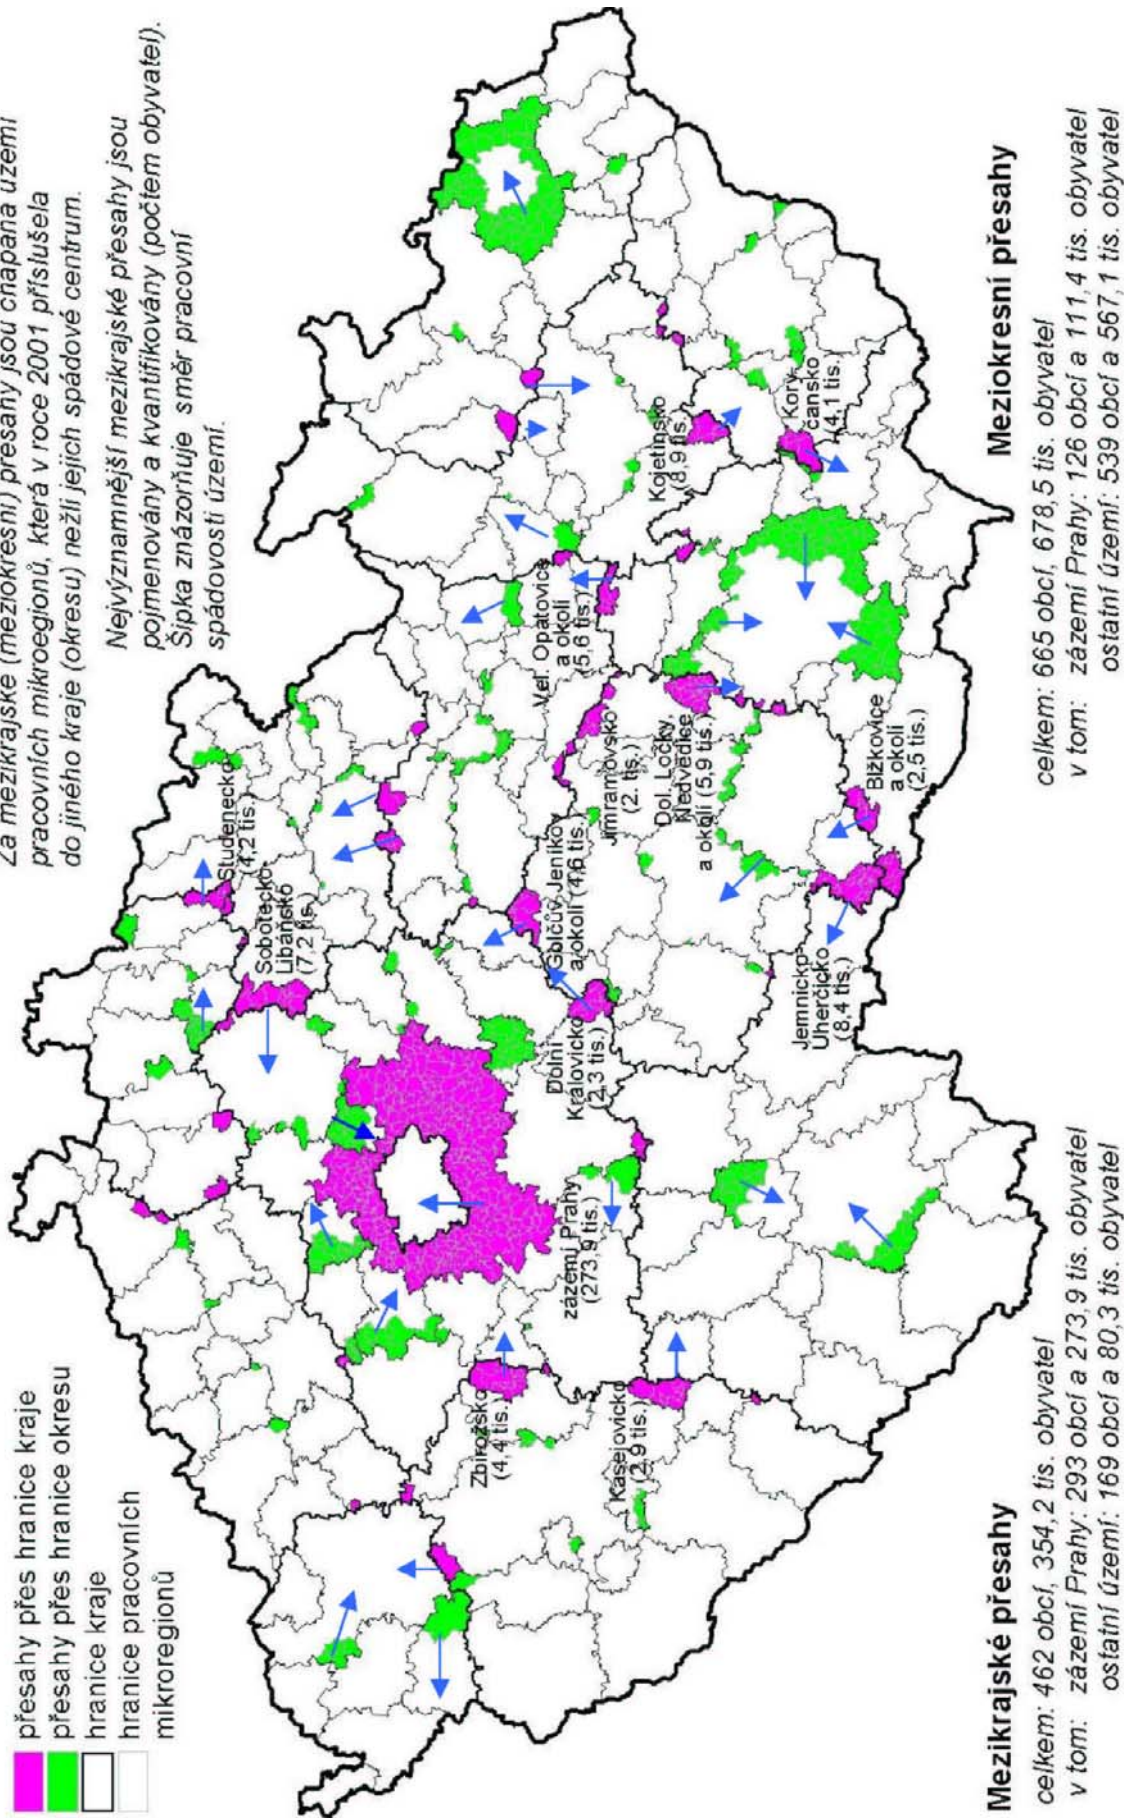 přesahy přes hranice kraje
přesahy přes hranice okresu
hranice kraje
hranice pracovních
mikroregionů
Za mezikrajské (meziokresní) přesahy jsou chápána území
pracovních mikroregionů, která v roce 2001 příslušela
do jiného kraje (okresu) nežli jejich spádové centrum.
Nejvýznamnější mezikrajské přesahy jsou
pojmenovány a kvantifikovány (počtem obyvatel).
Šipka znázorňuje směr pracovní
spádovosti území.
Studenecko
(4,2 tis.
Sobotecko-
Libáňsko
(7,2 tis.
zázemí Prahy
(273,9 tis.)
Zbirožsko
(4,4 tis.)
Kasejovicko
(2,9 tis.)
Dolní
Královicko
(2,3 tis.)
Golčův Jeníkov
a okolí (4,6 tis.)
Vel. Opatovice
a okolí
(5,6 tis.)
Jimramovsko
(2. tis.)
Dol. Loučky,
Nedvědice
a okolí (5,9 tis.)
Kojetínsko
(8,9 tis.)
Kory-
čansko
(4,1 tis.)
Blžkovice
a okolí
(2,5 tis.)
Jemnicko-
Uherčicko
(8,4 tis.)
Mezikrajské přesahy
celkem: 462 obcí, 354,2 tis. obyvatel
v tom: zázemí Prahy: 293 obcí a 273,9 tis. obyvatel
ostatní území: 169 obcí a 80,3 tis. obyvatel
Meziokresní přesahy
celkem: 665 obcí, 678,5 tis. obyvatel
v tom: zázemí Prahy: 126 obcí a 111,4 tis. obyvatel
ostatní území: 539 obcí a 567,1 tis. obyvatel